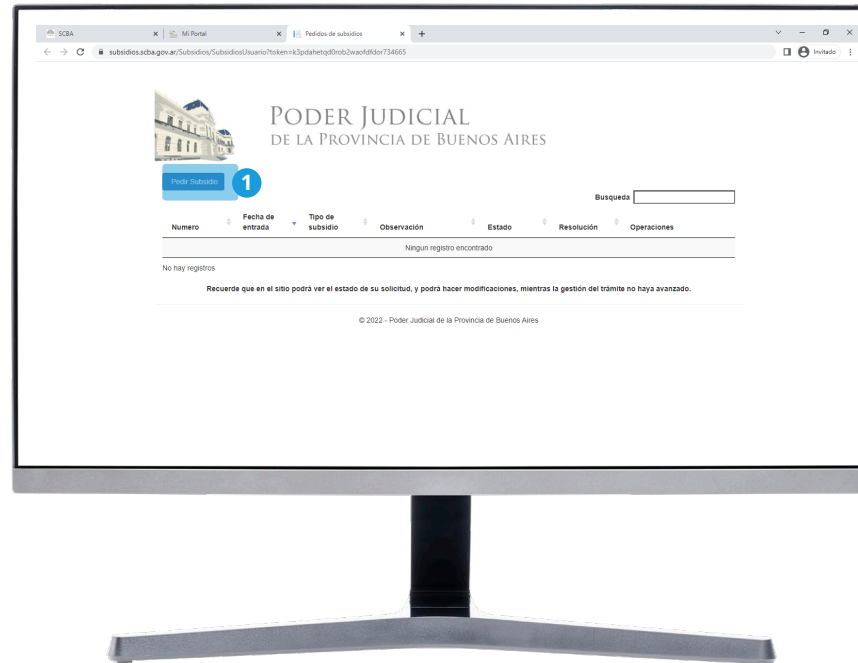 SCBA
Mi Portal
Pedidos de subsidios
subsidios.scba.gov.ar/Subsidios/SubsidiosUsuario?token=k3pdahetqd0rob2waofdfdor734665
Invitado
PODER JUDICIAL
DE LA PROVINCIA DE BUENOS AIRES
Pedir Subsidio
1
Busqueda
Numero Fecha de entrada Tipo de subsidio Observación Estado Resolución Operaciones
Ningun registro encontrado
No hay registros
Recuerde que en el sitio podrá ver el estado de su solicitud, y podrá hacer modificaciones, mientras la gestión del trámite no haya avanzado.
© 2022 - Poder Judicial de la Provincia de Buenos Aires